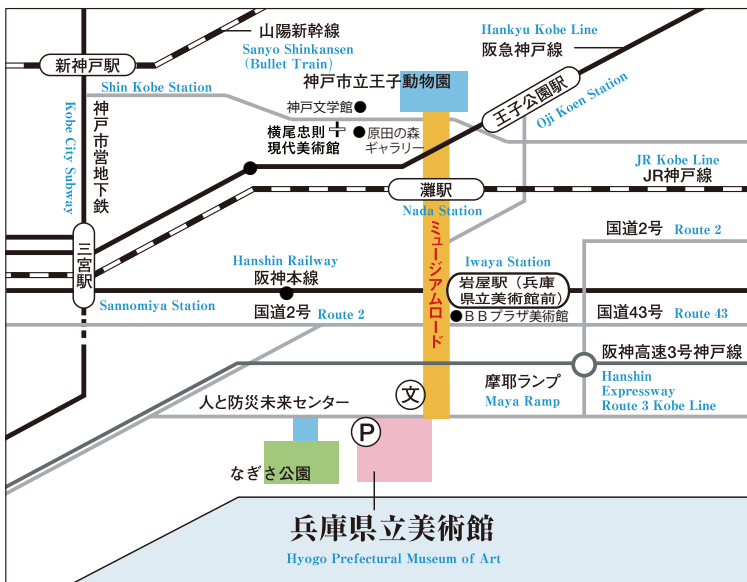 山陽新幹線
Sanyo Shinkansen
(Bullet Train)
Hankyu Kobe Line
阪急神戸線
新神戸駅
Shin Kobe Station
神戸市立王子動物園
王子公園駅
Oji Koen Station
神戸文学館
横尾忠則
現代美術館
原田の森
ギャラリー
神戸市営地下鉄
Kobe City Subway
JR Kobe Line
JR神戸線
灘駅
Nada Station
ミュージアムロード
国道2号 Route 2
三宮駅
Sannomiya Station
Hanshin Railway
阪神本線
Iwaya Station
岩屋駅（兵庫
県立美術館前）
BBプラザ美術館
国道2号 Route 2
国道43号 Route 43
阪神高速3号神戸線
Hanshin
Expressway
Route 3 Kobe Line
摩耶ランプ
Maya Ramp
文
人と防災未来センター
P
なぎさ公園
兵庫県立美術館
Hyogo Prefectural Museum of Art